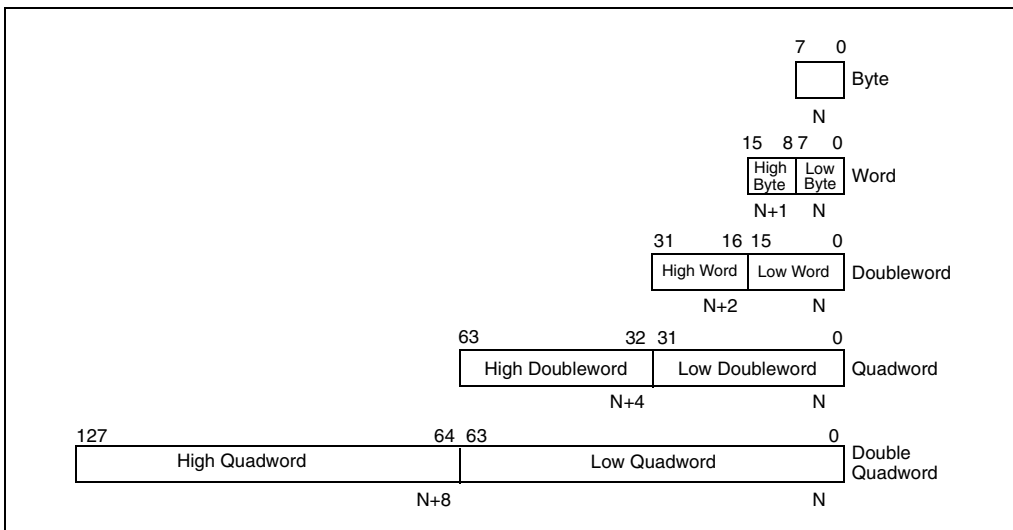 7 0
Byte
N
15 8 7 0
High Byte Low Byte Word
N+1 N
31 16 15 0
High Word Low Word Doubleword
N+2 N
63 32 31 0
High Doubleword Low Doubleword Quadword
N+4 N
127 64 63 0
High Quadword Low Quadword Double Quadword
N+8 N